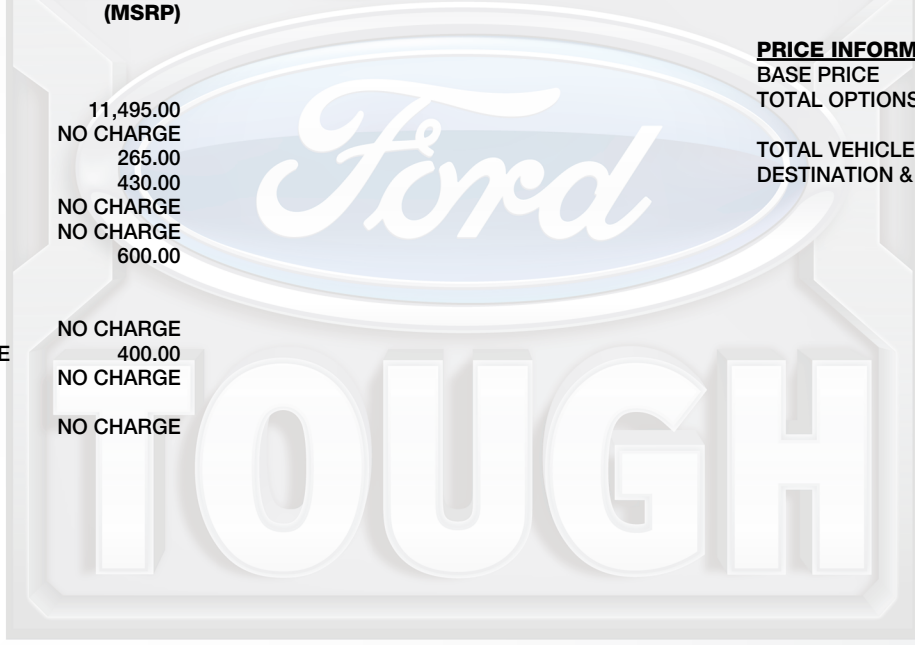 (MSRP)
PRICE INFORM
BASE PRICE
TOTAL OPTIONS
TOTAL VEHICLE
DESTINATION &
11,495.00
NO CHARGE
265.00
430.00
NO CHARGE
NO CHARGE
600.00
NO CHARGE
E 400.00
NO CHARGE
NO CHARGE
Ford
TOUGH